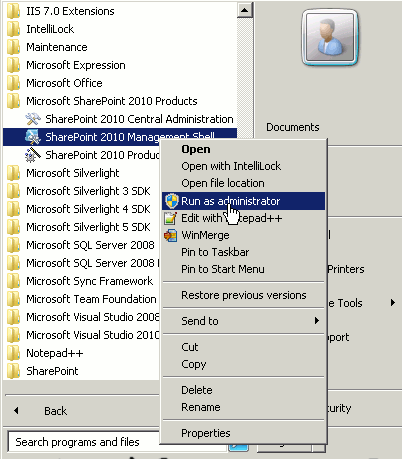 IIS 7.0 Extensions
IntelliLock
Maintenance
Microsoft Expression
Microsoft Office
Microsoft SharePoint 2010 Products
SharePoint 2010 Central Administration
SharePoint 2010 Management Shell
SharePoint 2010 Produc
Microsoft Silverlight
Microsoft Silverlight 3 SDK
Microsoft Silverlight 4 SDK
Microsoft Silverlight 5 SDK
Microsoft SQL Server 2008
Microsoft SQL Server 2008
Microsoft Sync Framework
Microsoft Team Foundation
Microsoft Visual Studio 2008
Microsoft Visual Studio 2010
Notepad++
SharePoint
Back
Search programs and files
Documents
Printers
e Tools
port
urity
Open
Open with IntelliLock
Open file location
Run as administrator
Edit with Notepad++
WinMerge
Pin to Taskbar
Pin to Start Menu
Restore previous versions
Send to
Cut
Copy
Delete
Rename
Properties